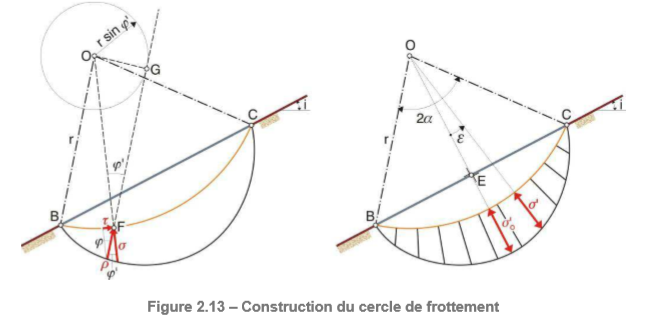 r sin φ'
O
G
C
i
r
φ'
B
τ
F
φ
σ
ρ
φ'
O
C
i
2α
r
ε
E
B
σ'
σ'₀
Figure 2.13 – Construction du cercle de frottement